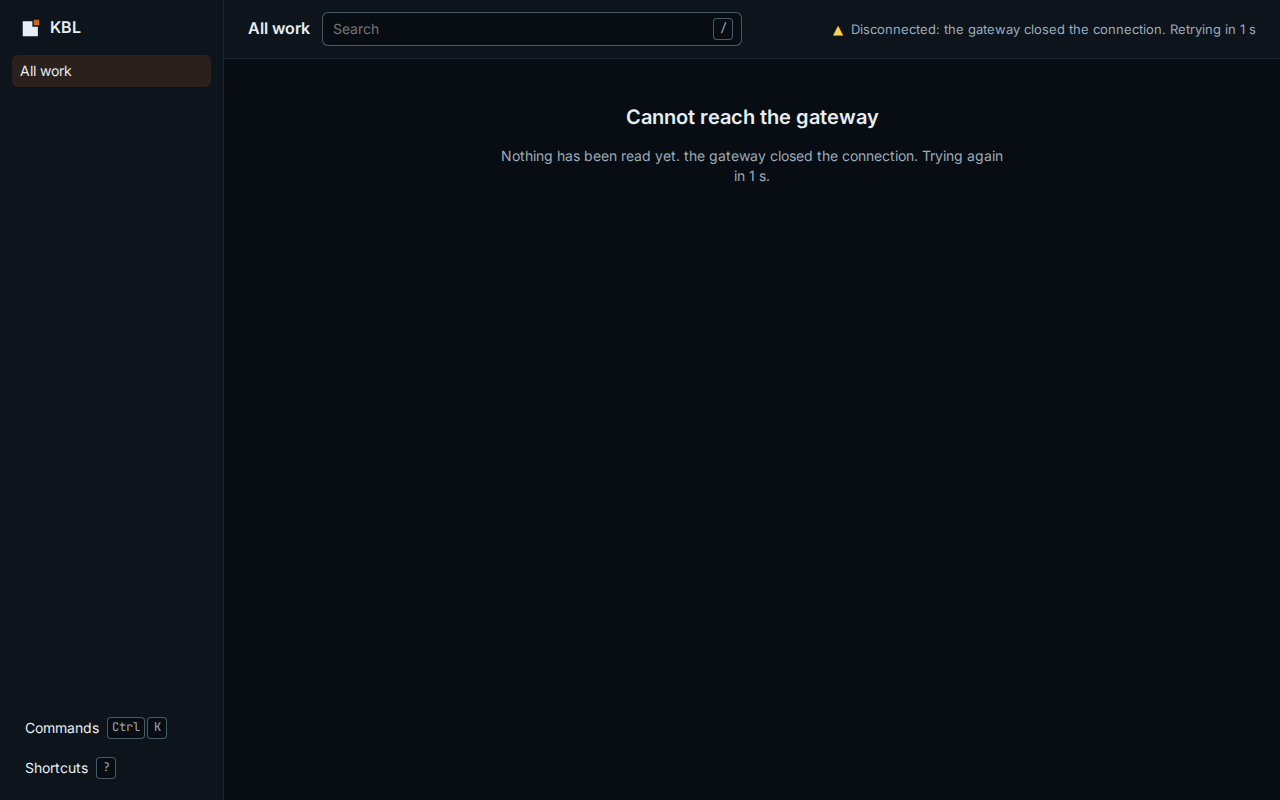 KBL
All work
All work
Search
/
Disconnected: the gateway closed the connection. Retrying in 1 s
Cannot reach the gateway
Nothing has been read yet. the gateway closed the connection. Trying again
in 1 s.
Commands Ctrl K
Shortcuts ?